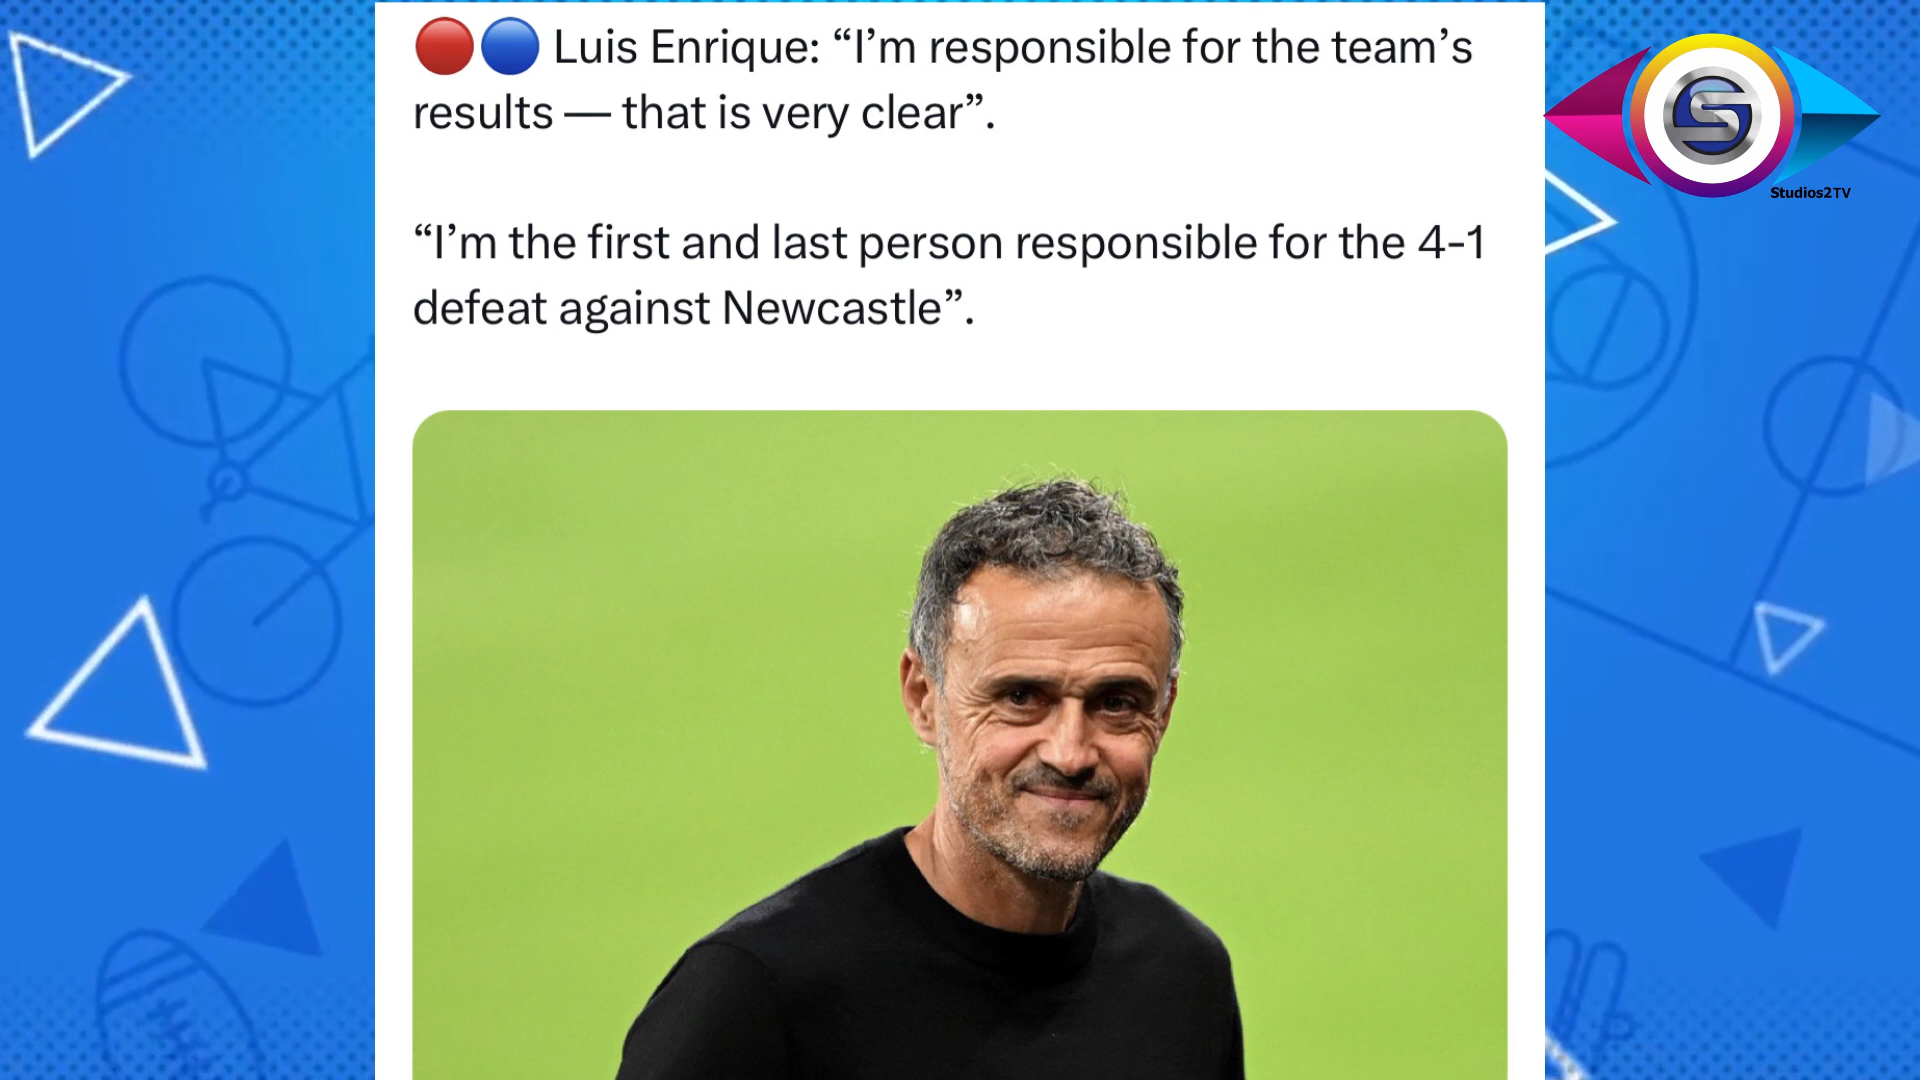 🔴🔵 Luis Enrique: “I’m responsible for the team’s
results — that is very clear”.
“I’m the first and last person responsible for the 4-1
defeat against Newcastle”.
S
Studios2TV